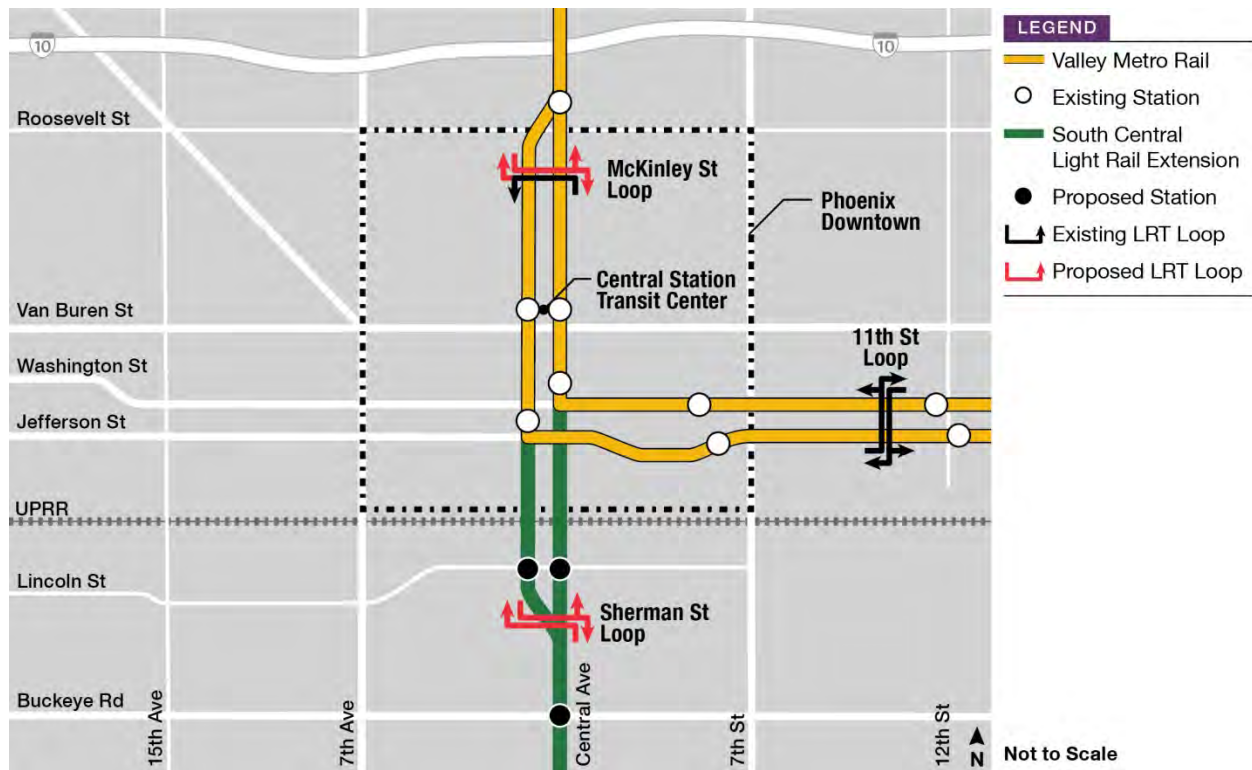 10
10
Roosevelt St
McKinley St
Loop
Phoenix
Downtown
Central Station
Transit Center
Van Buren St
11th St
Loop
Washington St
Jefferson St
UPRR
Lincoln St
Sherman St
Loop
Buckeye Rd
15th Ave
7th Ave
Central Ave
7th St
12th St
N
LEGEND
Valley Metro Rail
Existing Station
South Central
Light Rail Extension
Proposed Station
Existing LRT Loop
Proposed LRT Loop
Not to Scale